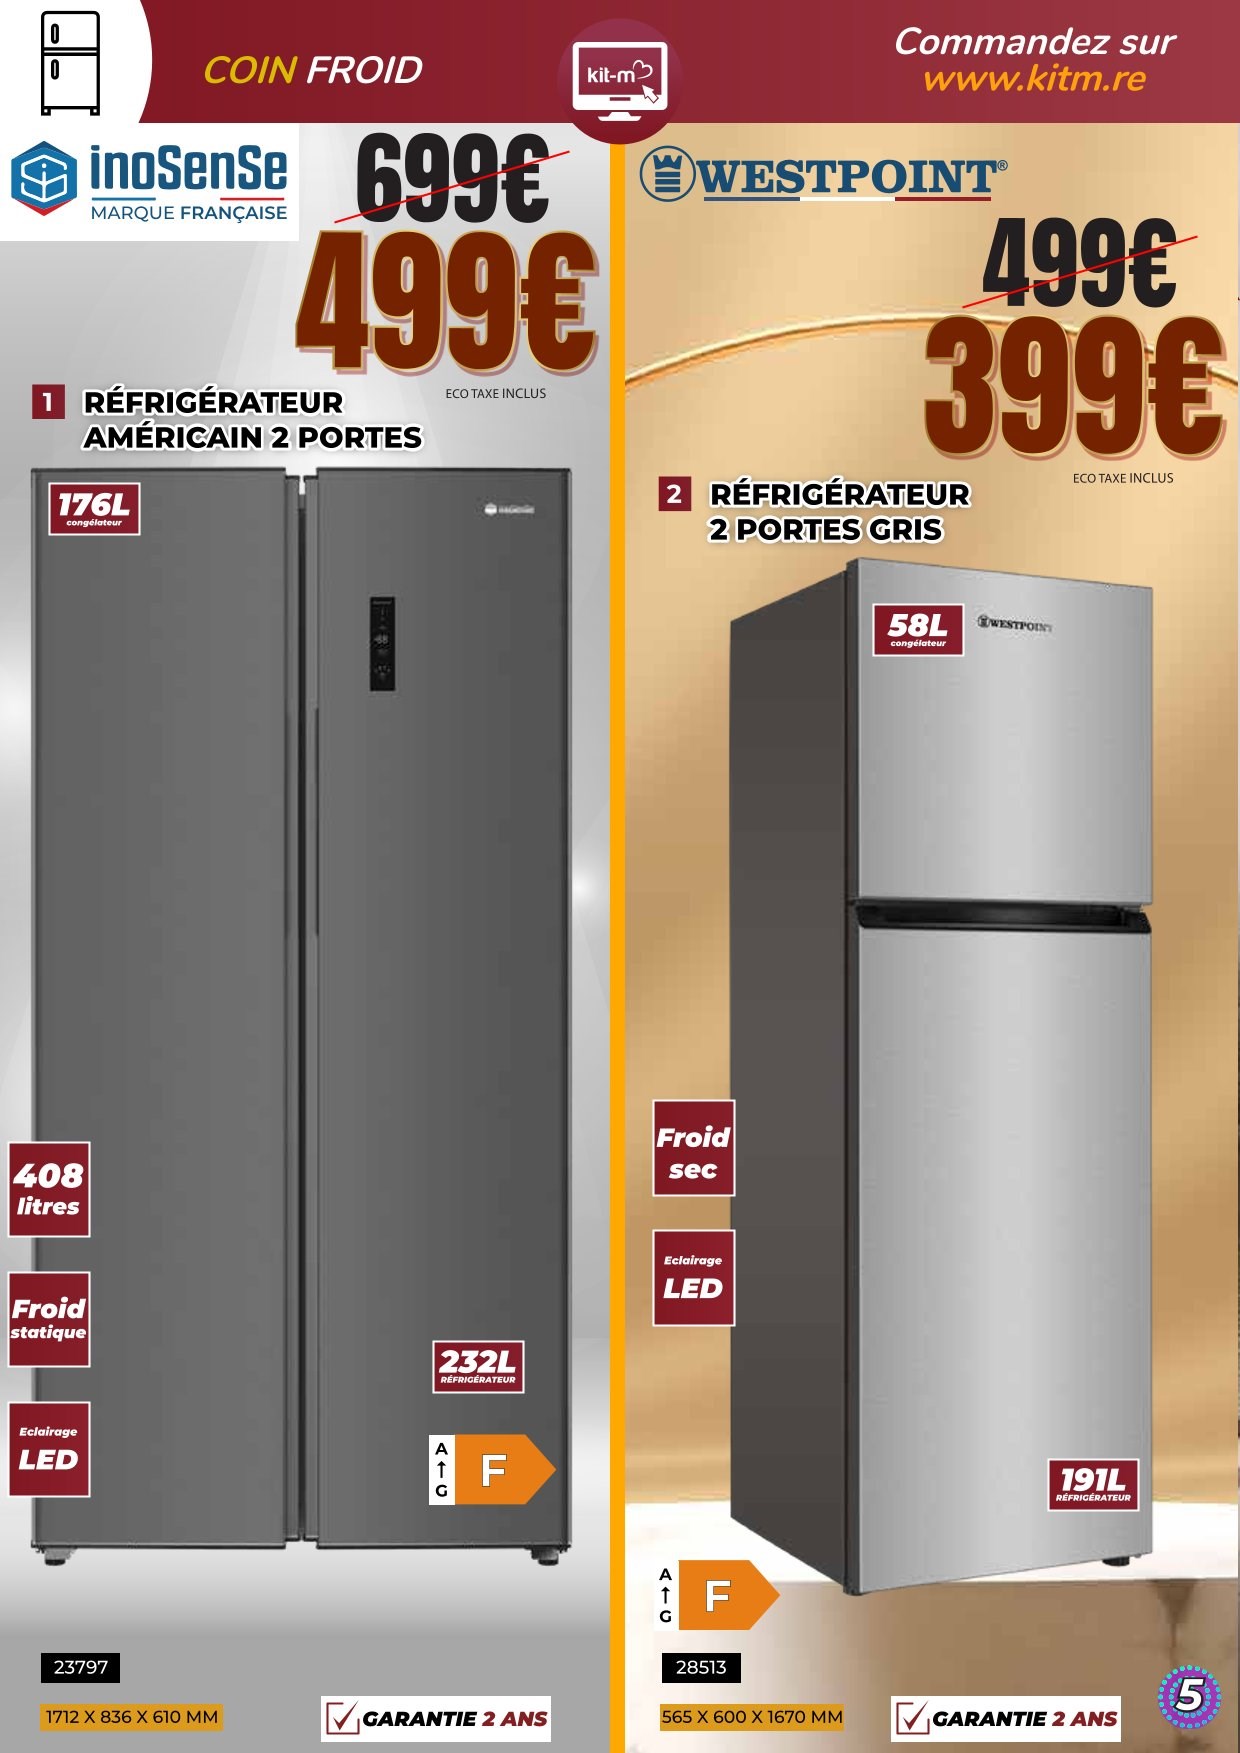 COIN FROID
kit-m
Commandez sur
www.kitm.re
inoSenSe
MARQUE FRANÇAISE
699€
499€
ECO TAXE INCLUS
1 RÉFRIGÉRATEUR
AMÉRICAIN 2 PORTES
176L
congélateur
408
litres
Froid
statique
Eclairage
LED
232L
RÉFRIGÉRATEUR
A
↑
G
F
23797
1712 X 836 X 610 MM
GARANTIE 2 ANS
WESTPOINT®
499€
399€
ECO TAXE INCLUS
2 RÉFRIGÉRATEUR
2 PORTES GRIS
58L
congélateur
WESTPOINT
Froid
sec
Eclairage
LED
191L
RÉFRIGÉRATEUR
A
↑
G
F
28513
565 X 600 X 1670 MM
GARANTIE 2 ANS
5